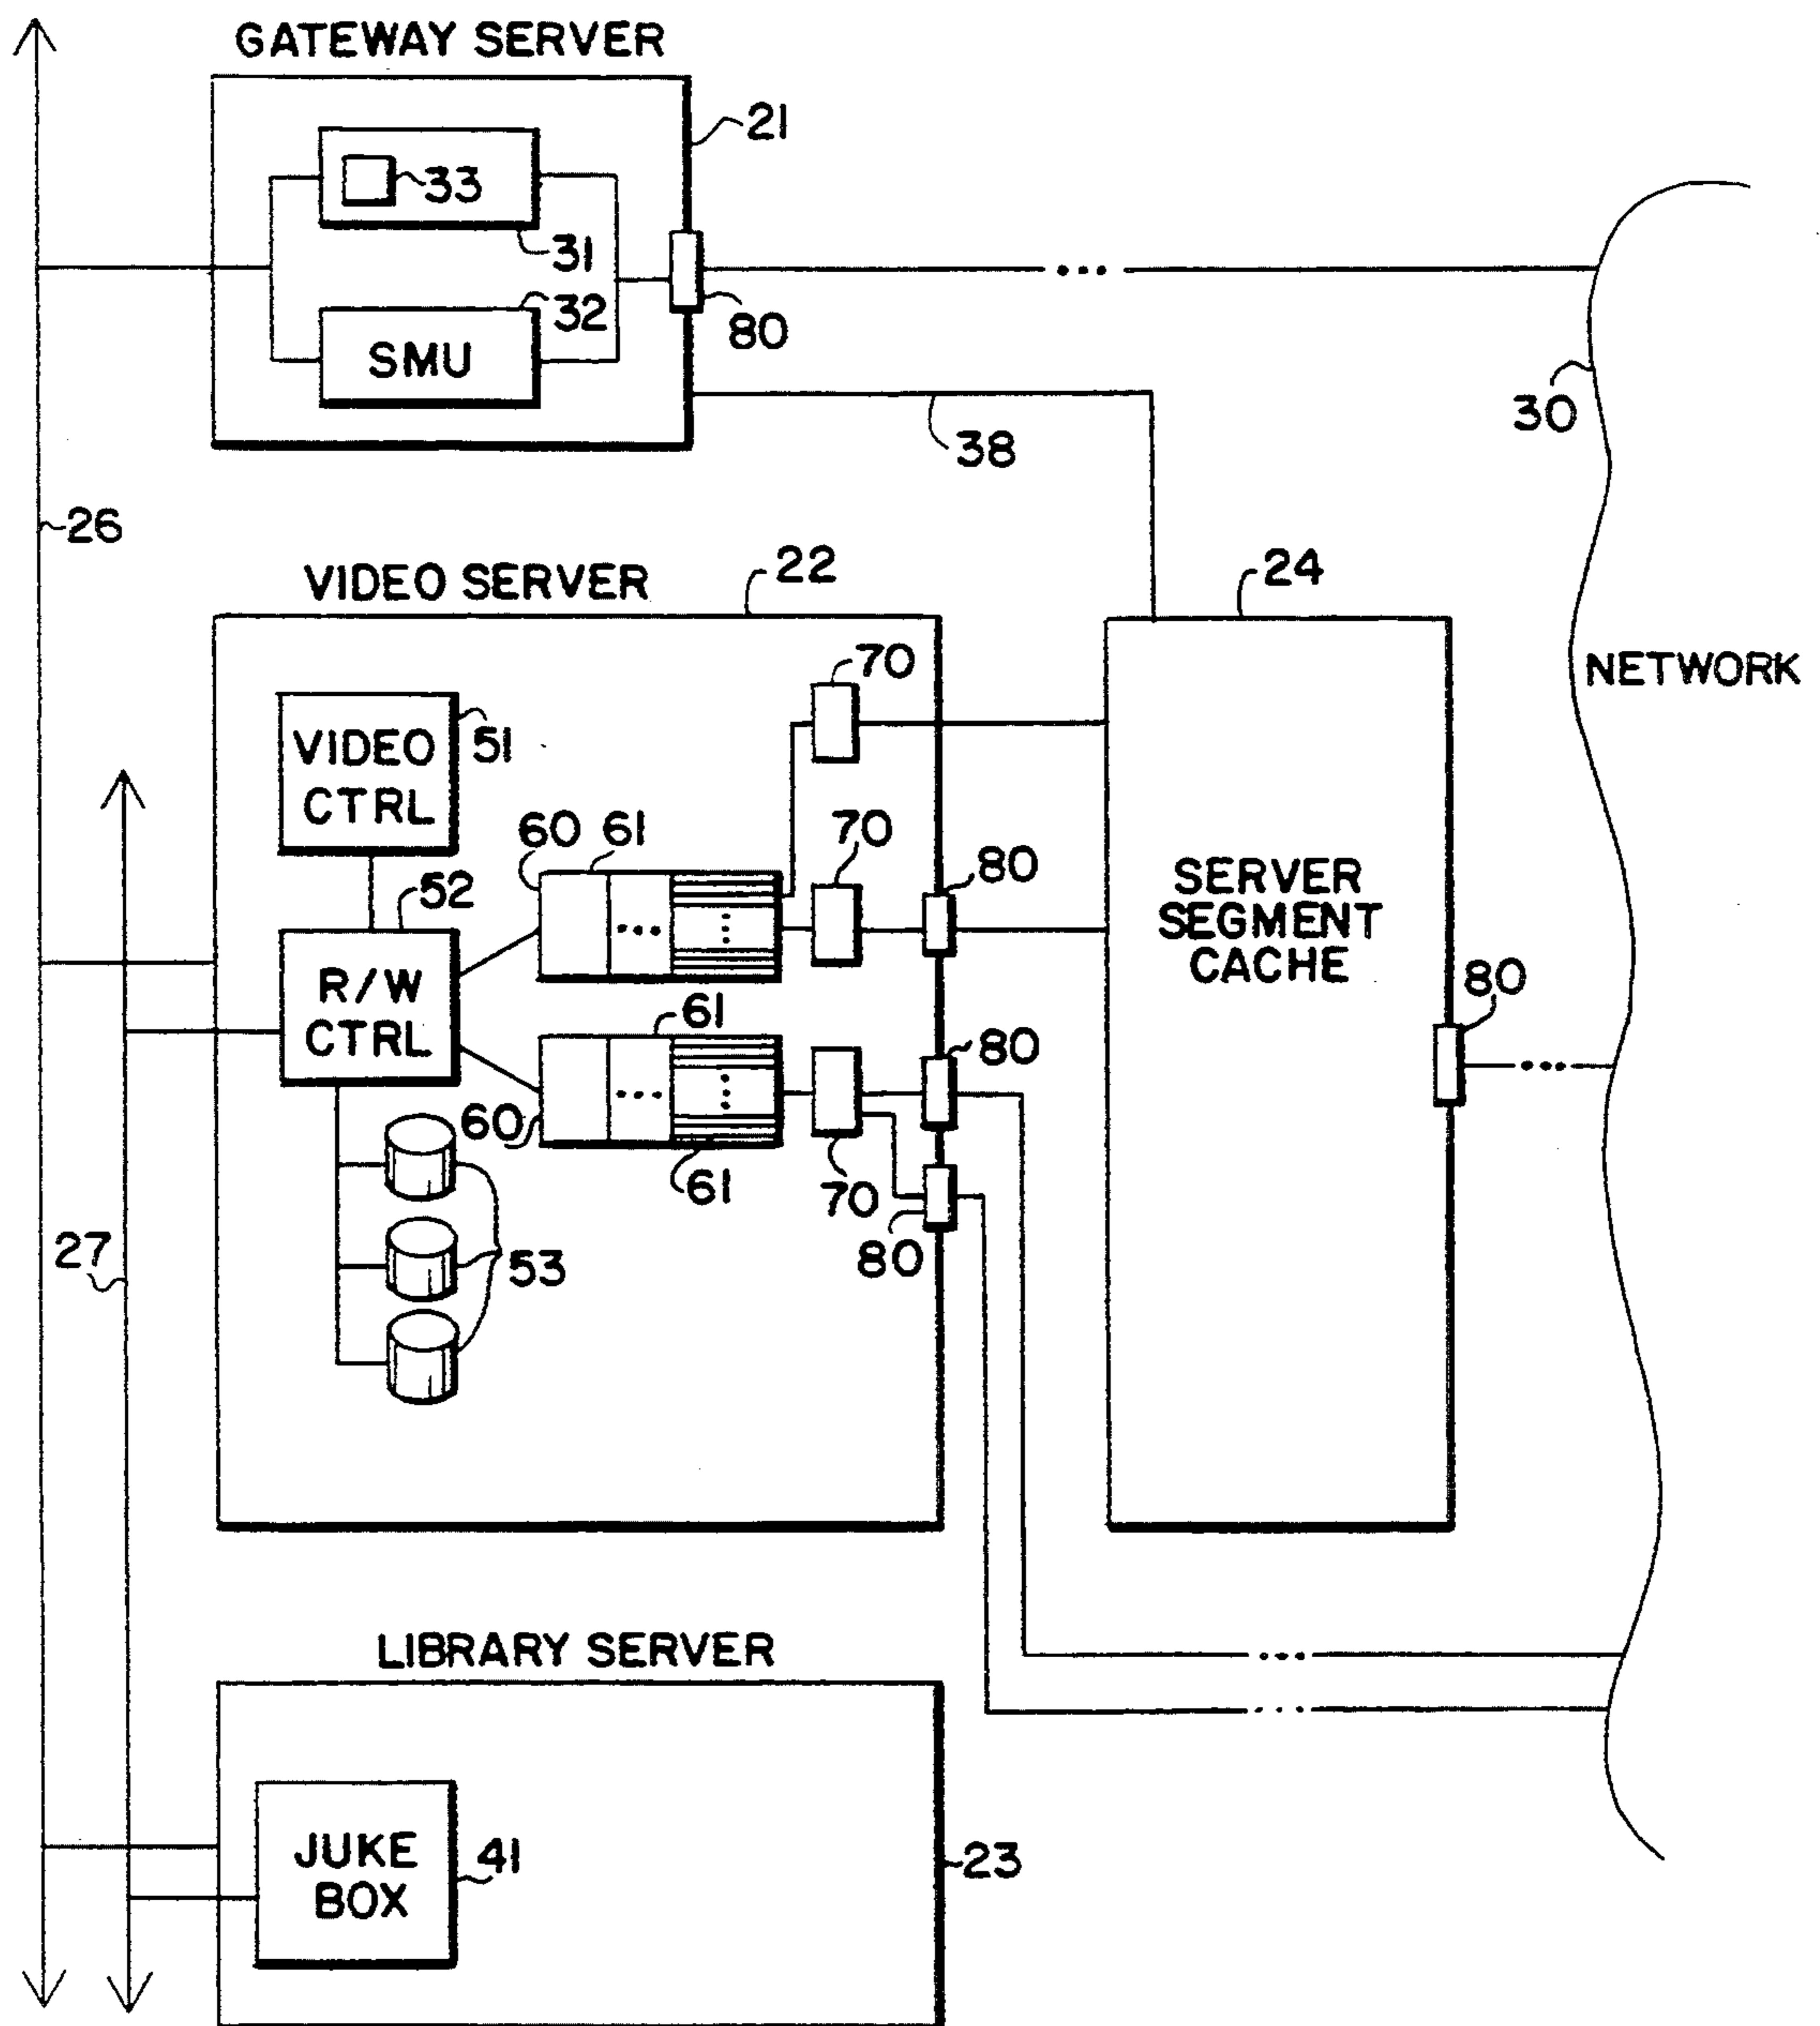 GATEWAY SERVER
21
33
31
32
SMU
80
30
38
26
VIDEO SERVER
22
24
NETWORK
70
VIDEO
CTRL
51
60
61
70
80
52
SERVER
SEGMENT
CACHE
...
R/W
CTRL
61
80
80
60
61
70
80
27
53
LIBRARY SERVER
JUKE
BOX
41
23